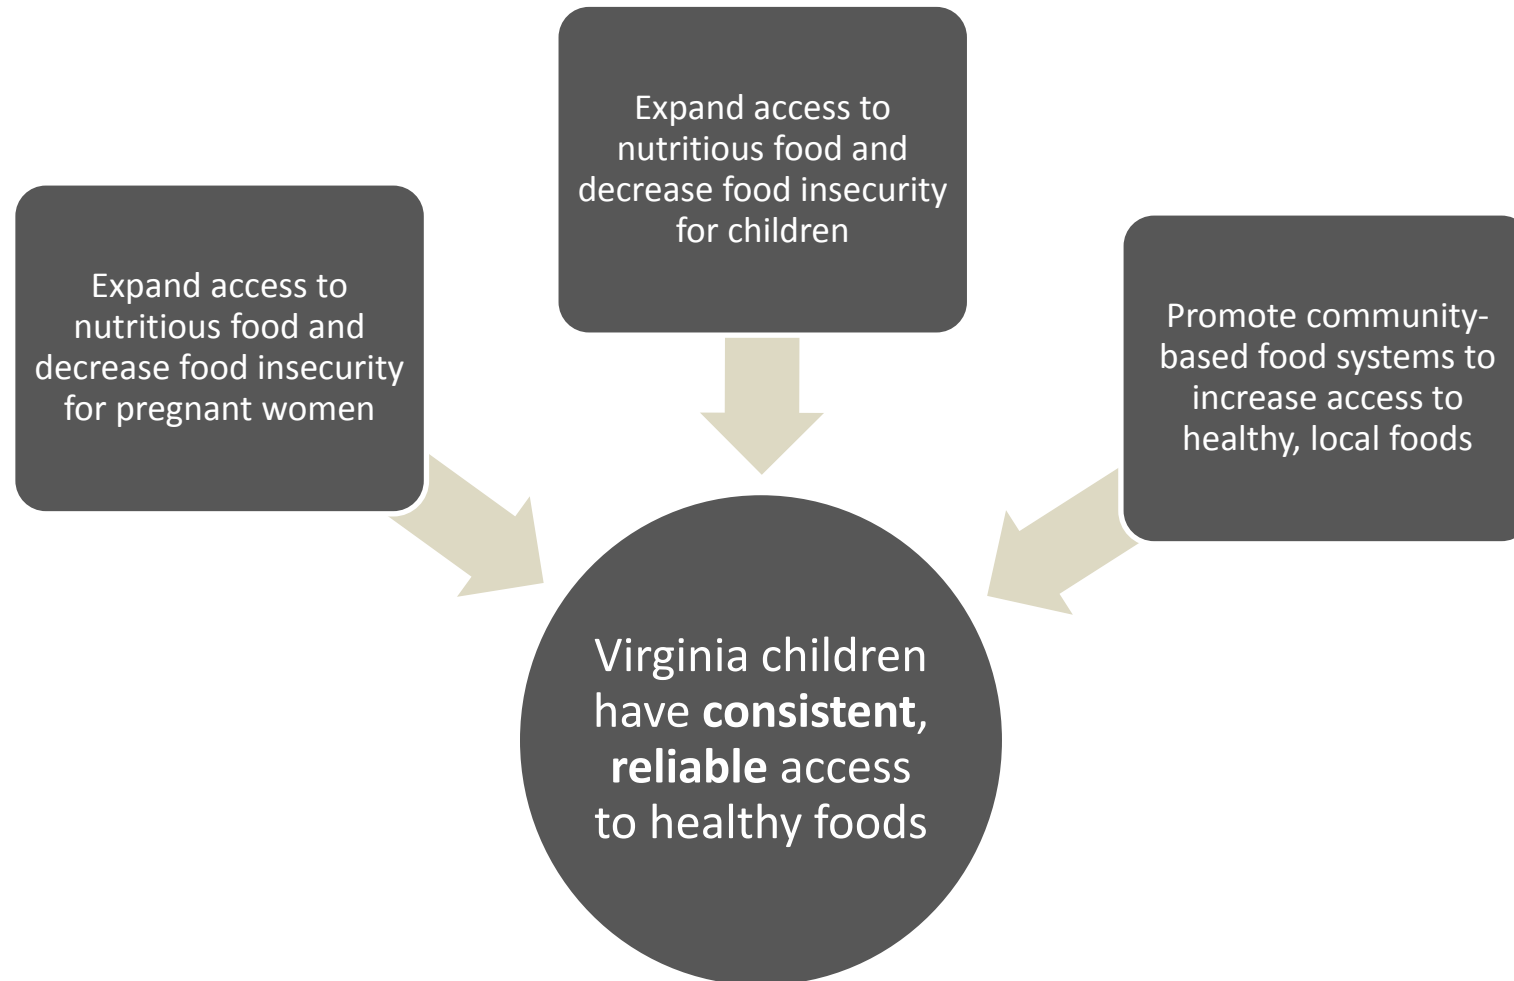 Expand access to
nutritious food and
decrease food insecurity
for pregnant women
Expand access to
nutritious food and
decrease food insecurity
for children
Promote community-
based food systems to
increase access to
healthy, local foods
Virginia children
have consistent,
reliable access
to healthy foods